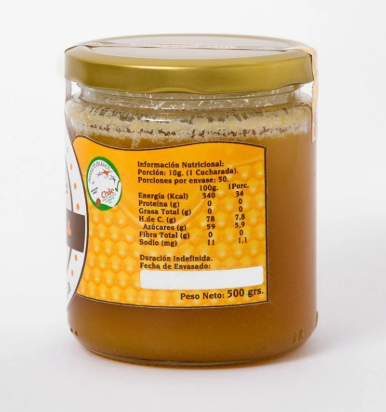 Información Nutricional:
Porción: 10g. (1 Cucharada).
Porciones por envase: 50.
100g. 1Porc.
Energía (Kcal) 340 34
Proteína (g) 0 0
Grasa Total (g) 0 0
H.de C. (g) 78 7,8
Azúcares (g) 59 5,9
Fibra Total (g) 0 0
Sodio (mg) 11 1,1
Duración Indefinida.
Fecha de Envasado:
Peso Neto: 500 grs.
Chile